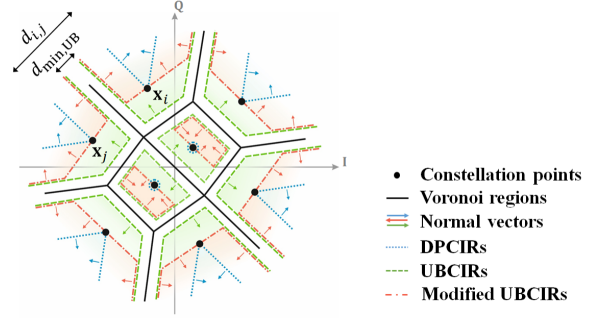 Q
d_{i,j}
d_{min,UB}
x_i
x_j
I
Constellation points
Voronoi regions
Normal vectors
DPCIRs
UBCIRs
Modified UBCIRs